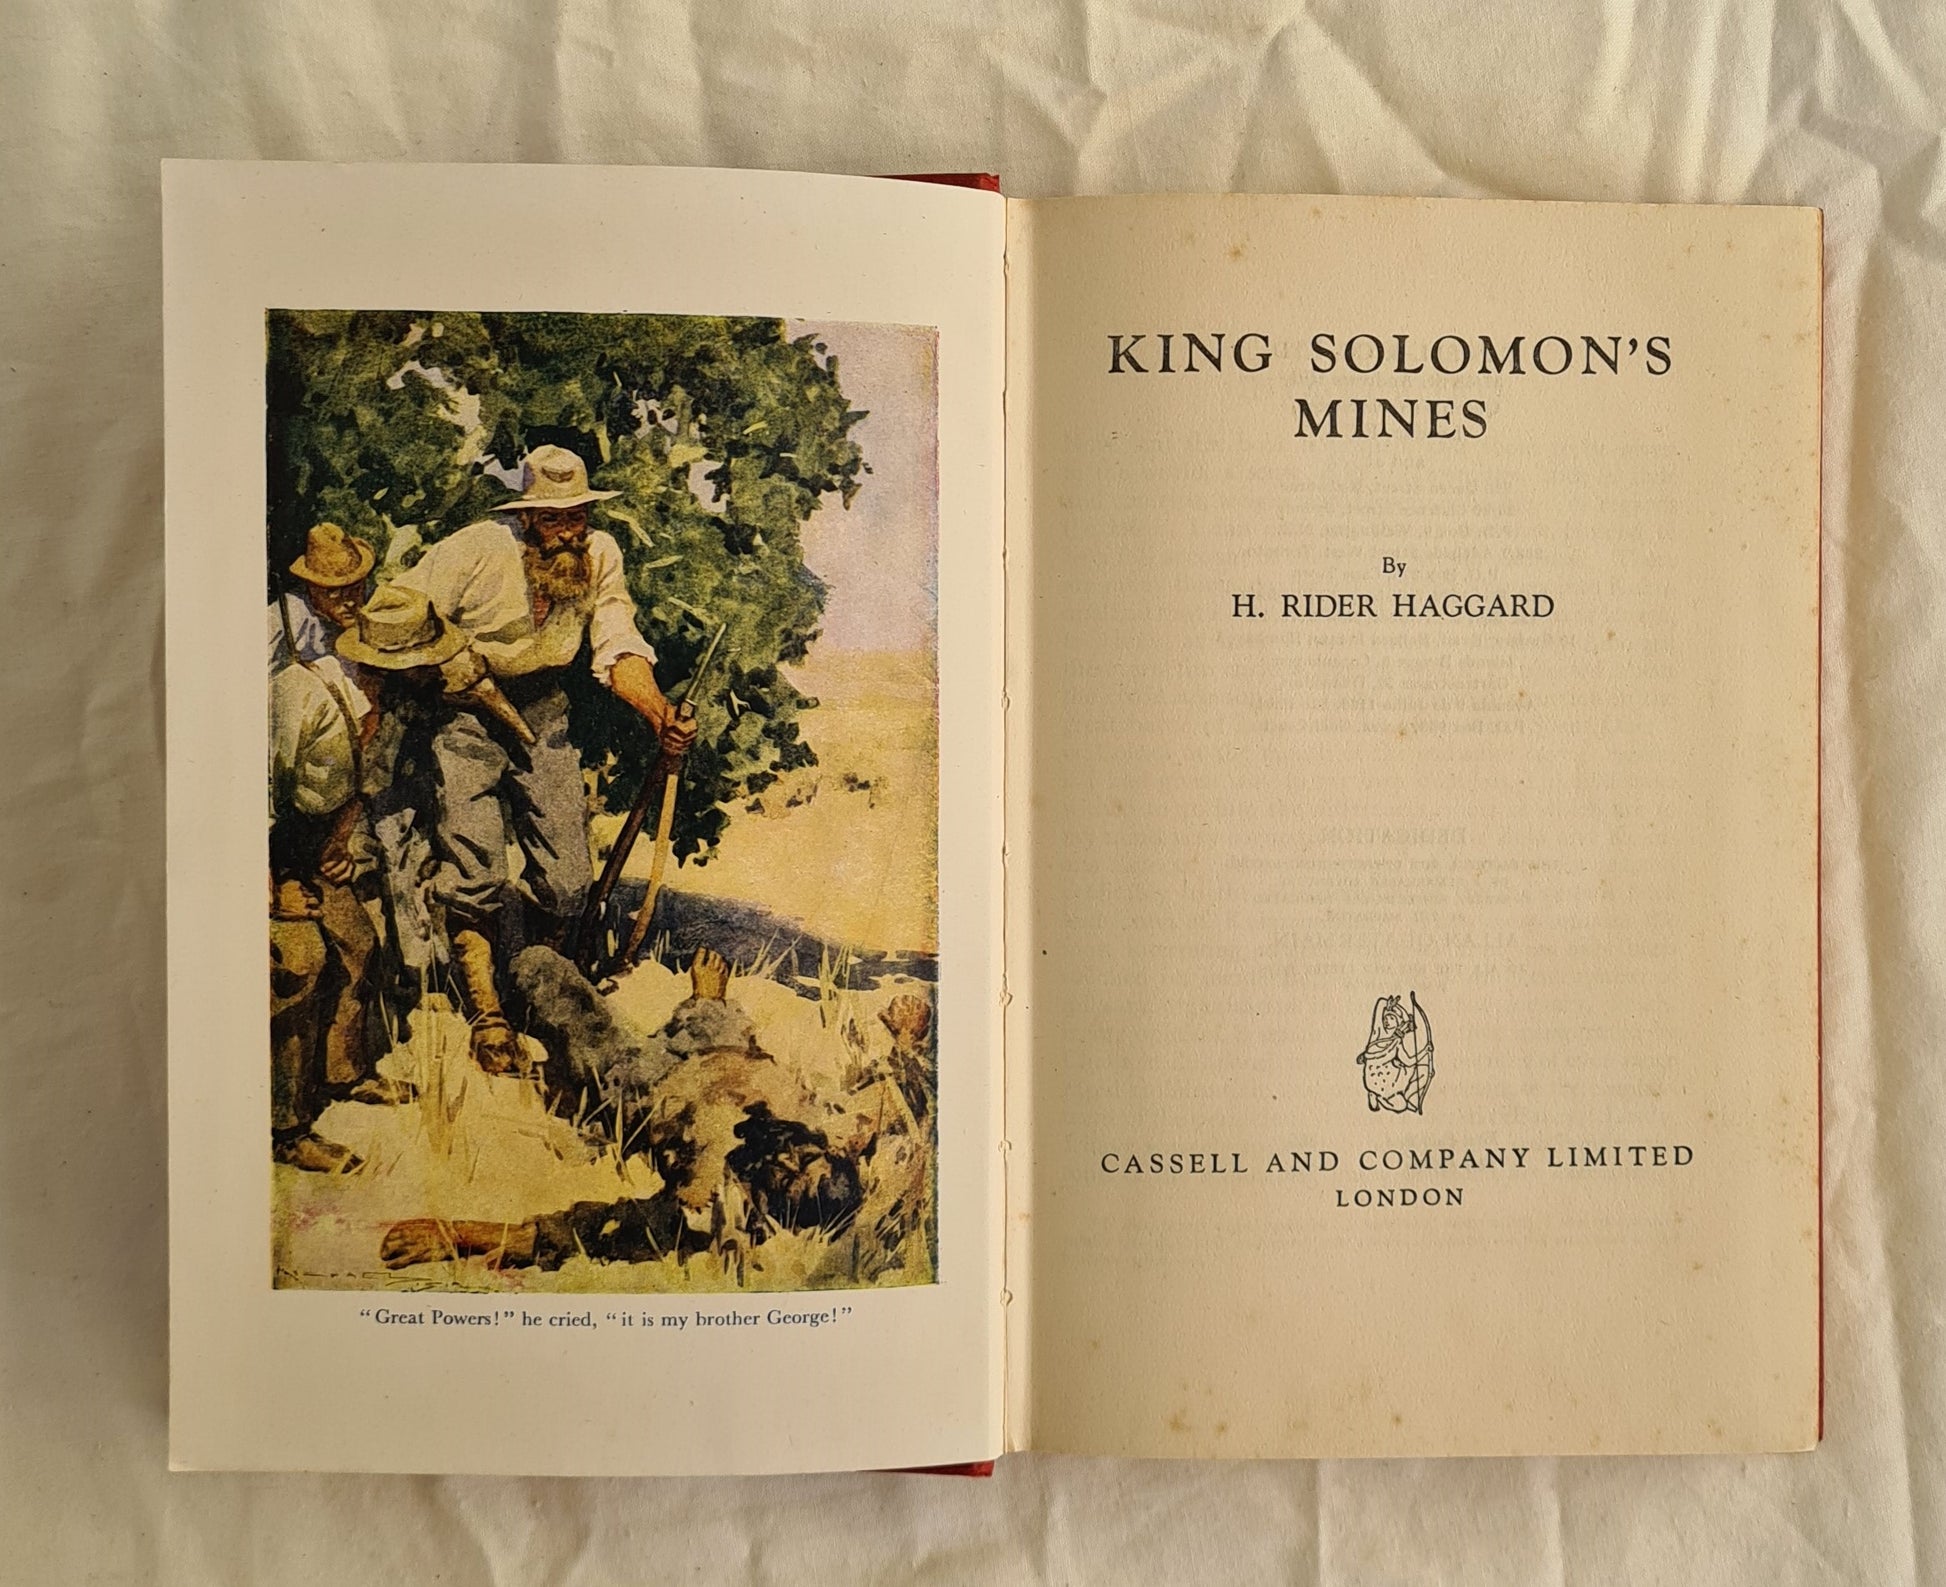 "Great Powers!" he cried, "it is my brother George!"
KING SOLOMON'S
MINES
By
H. RIDER HAGGARD
CASSELL AND COMPANY LIMITED
LONDON